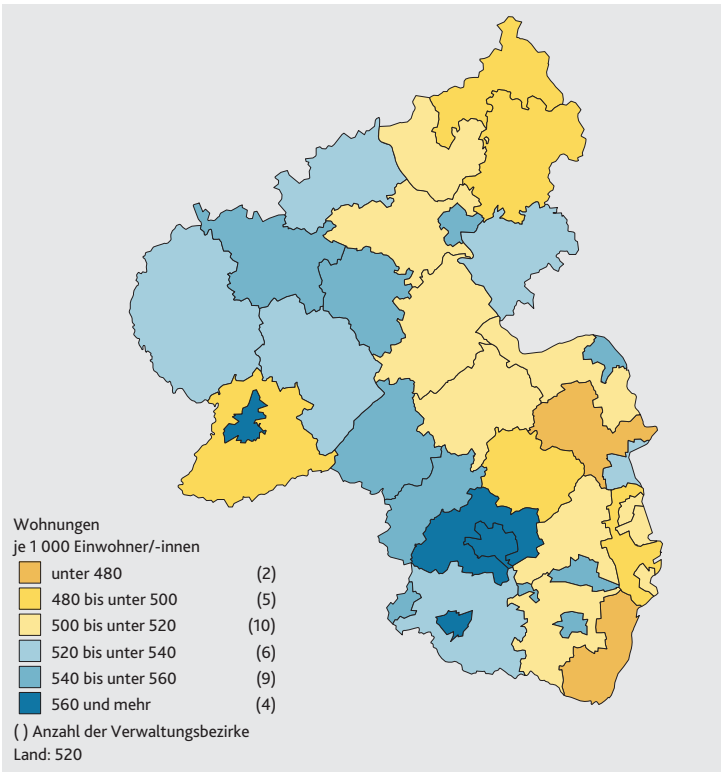 Wohnungen
je 1 000 Einwohner/-innen
unter 480 (2)
480 bis unter 500 (5)
500 bis unter 520 (10)
520 bis unter 540 (6)
540 bis unter 560 (9)
560 und mehr (4)
( ) Anzahl der Verwaltungsbezirke
Land: 520